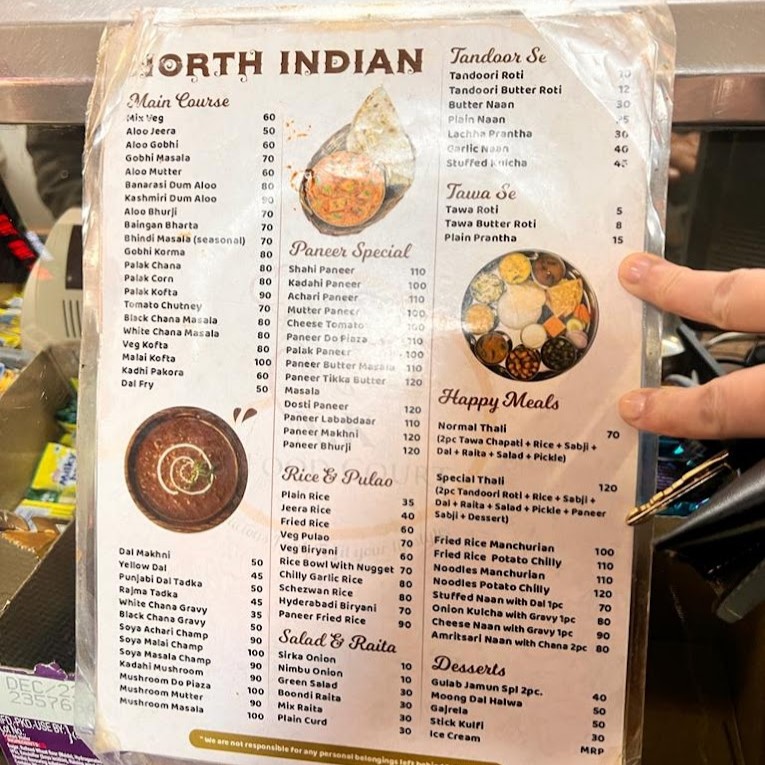 NORTH INDIAN
Main Course
Mix Veg 60
Aloo Jeera 50
Aloo Gobhi 60
Gobhi Masala 70
Aloo Mutter 60
Banarasi Dum Aloo 80
Kashmiri Dum Aloo 90
Aloo Bhurji 70
Baingan Bharta 70
Bhindi Masala (seasonal) 70
Gobhi Korma 80
Palak Chana 80
Palak Corn 80
Palak Kofta 90
Tomato Chutney 70
Black Chana Masala 80
White Chana Masala 80
Veg Kofta 80
Malai Kofta 100
Kadhi Pakora 60
Dal Fry 50
Dal Makhni 50
Yellow Dal 45
Punjabi Dal Tadka
Rajma Tadka 45
White Chana Gravy 35
Black Chana Gravy 50
Soya Achari Champ 90
Soya Malai Champ 100
Soya Masala Champ 90
Kadahi Mushroom 90
Mushroom Do Piaza
Mushroom Mutter 90
Mushroom Masala 100
Paneer Special
Shahi Paneer 110
Kadahi Paneer 100
Achari Paneer 110
Mutter Paneer 100
Cheese Tomato 100
Paneer Do Piaza 110
Palak Paneer 100
Paneer Butter Masala 110
Paneer Tikka Butter 120
Masala
Dosti Paneer 120
Paneer Lababdaar 110
Paneer Makhni 120
Paneer Bhurji 120
Rice & Pulao
Plain Rice 35
Jeera Rice 40
Fried Rice 60
Veg Pulao 70
Veg Biryani 60
Rice Bowl With Nugget 70
Chilly Garlic Rice 80
Schezwan Rice 80
Hyderabadi Biryani 70
Paneer Fried Rice 90
Salad & Raita
Sirka Onion 10
Nimbu Onion 10
Green Salad 30
Boondi Raita 30
Mix Raita 30
Plain Curd 30
Tandoor Se
Tandoori Roti 10
Tandoori Butter Roti 12
Butter Naan 30
Plain Naan
Lachha Prantha 30
Garlic Naan 40
Stuffed Kulcha 45
Tawa Se
Tawa Roti 5
Tawa Butter Roti 8
Plain Prantha 15
Happy Meals
Normal Thali 70
(2pc Tawa Chapati + Rice + Sabji +
Dal + Raita + Salad + Pickle)
Special Thali 120
(2pc Tandoori Roti + Rice + Sabji +
Dal + Raita + Salad + Pickle + Paneer
Sabji + Dessert)
Fried Rice Manchurian 100
Fried Rice Potato Chilly 110
Noodles Manchurian 110
Noodles Potato Chilly 120
Stuffed Naan with Dal 1pc 70
Onion Kulcha with Gravy 1pc 80
Cheese Naan with Gravy 1pc 90
Amritsari Naan with Chana 2pc 80
Desserts
Gulab Jamun Spl 2pc. 40
Moong Dal Halwa 50
Gajrela 50
Stick Kulfi 30
Ice Cream MRP
* We are not responsible for any personal belongings left
DEC/2
23576